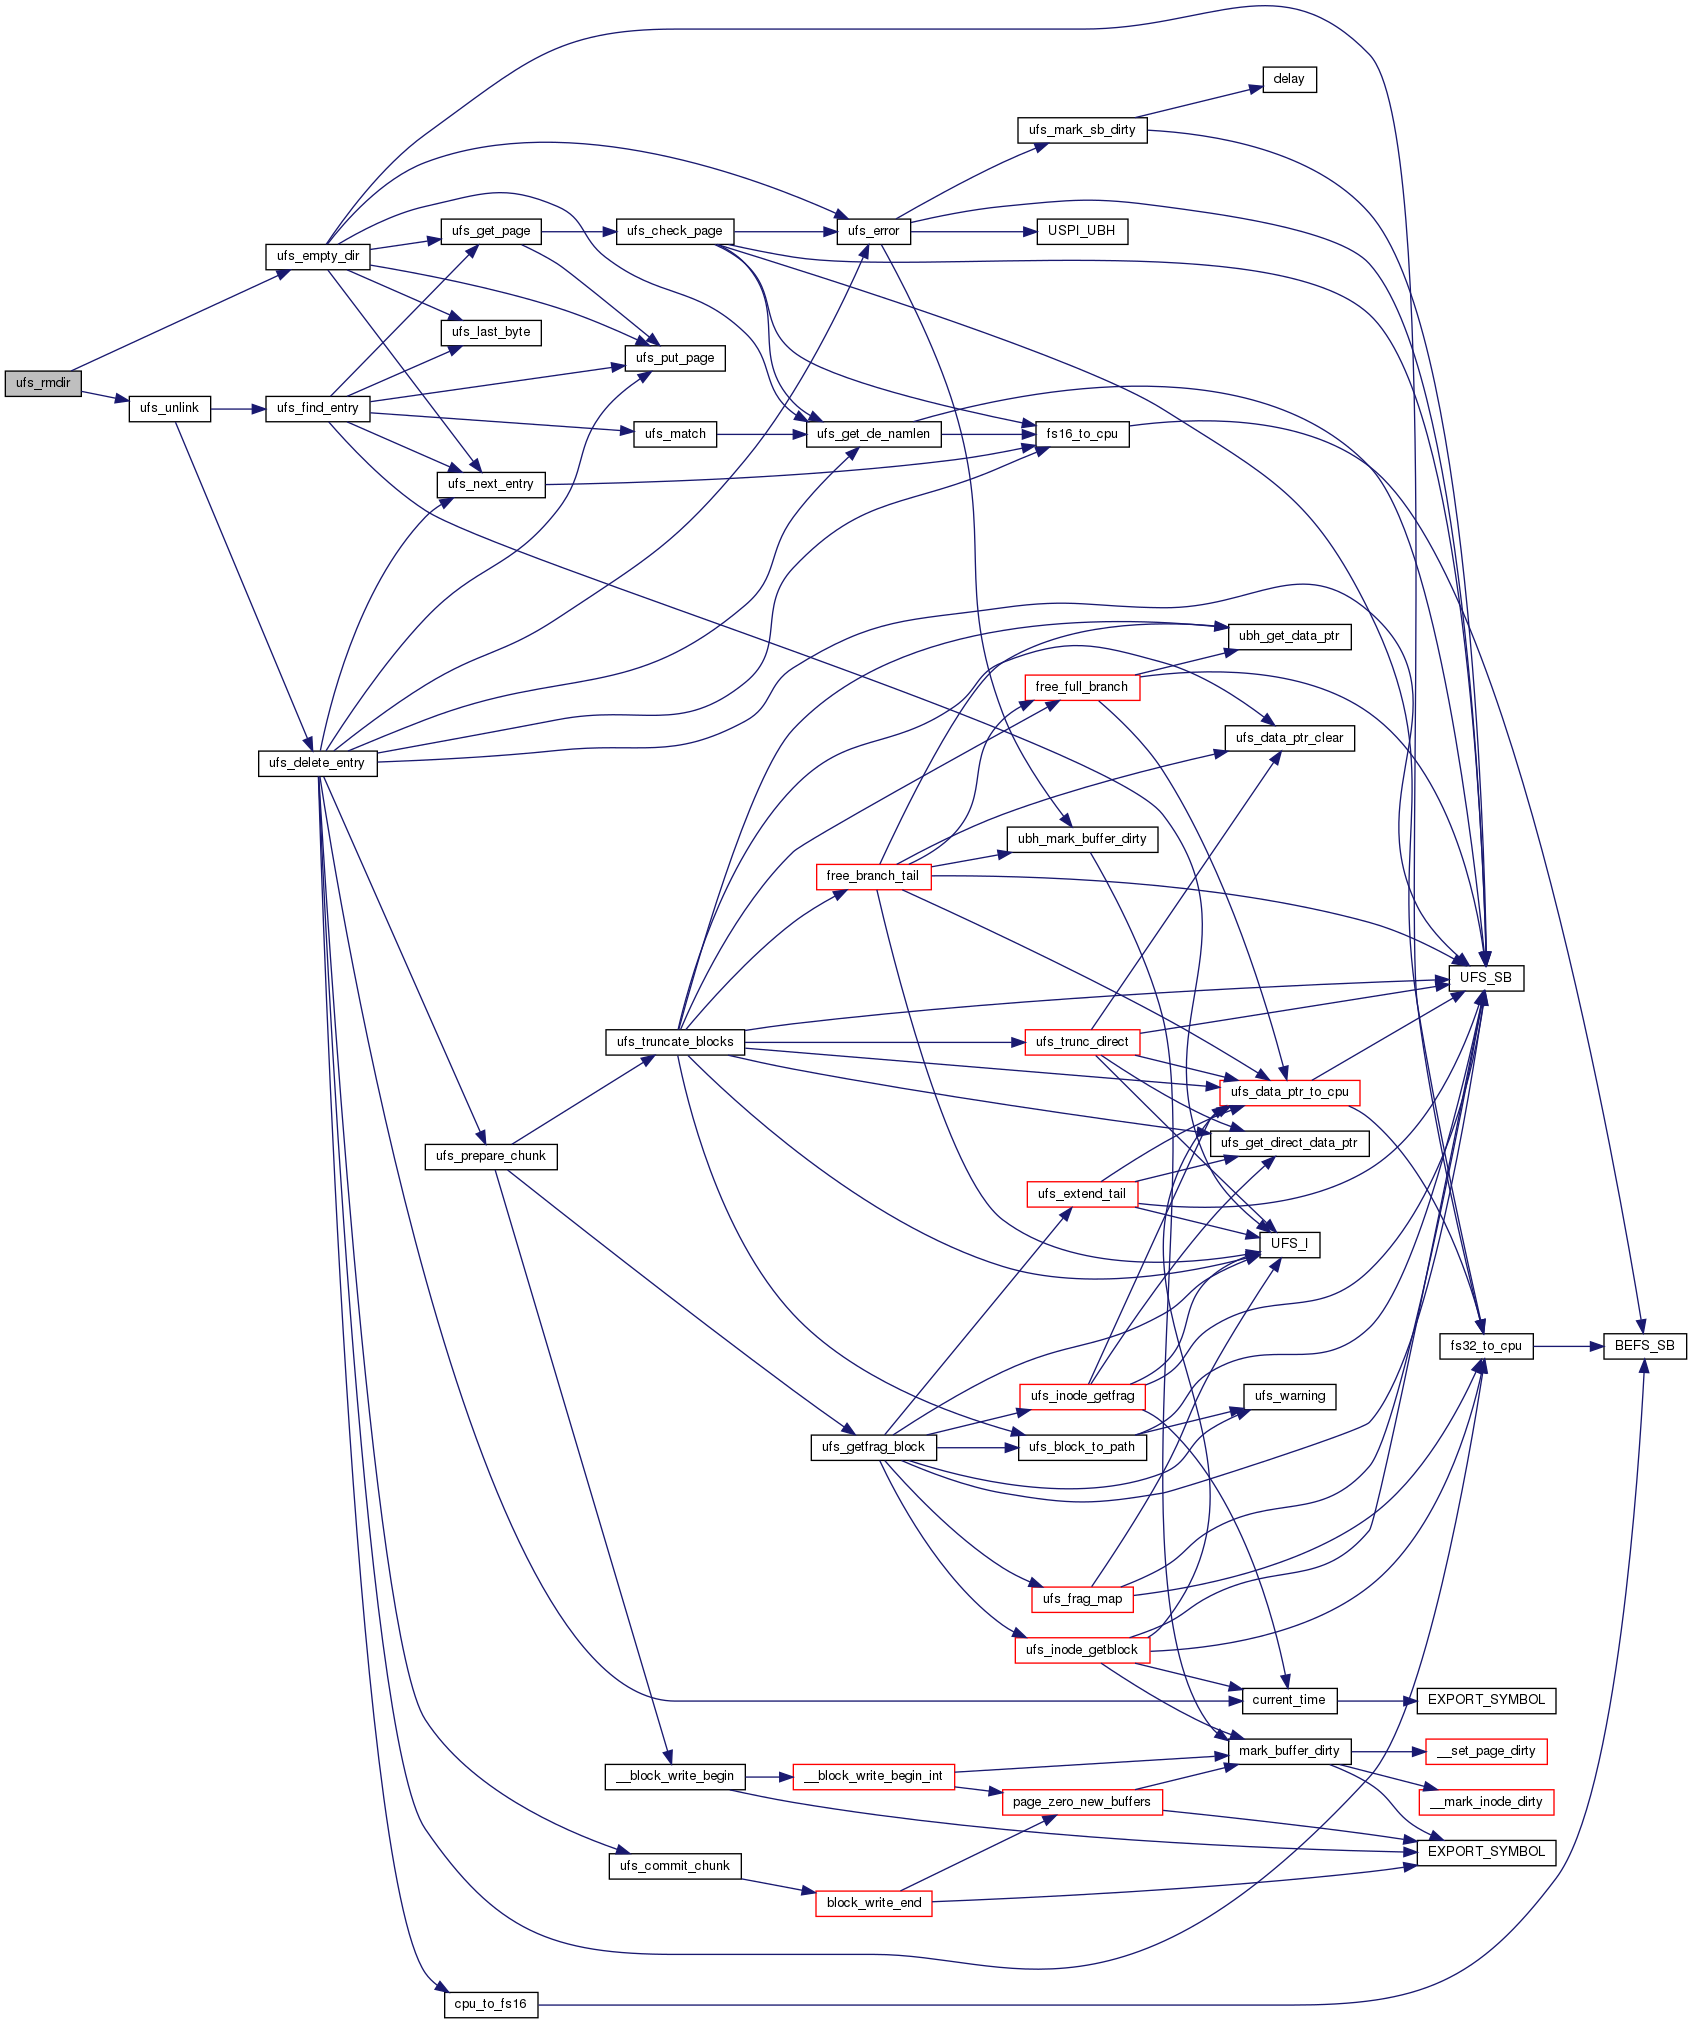 delay
ufs_mark_sb_dirty
ufs_get_page
ufs_check_page
ufs_error
USPI_UBH
ufs_empty_dir
ufs_last_byte
ufs_put_page
ufs_rmdir
ufs_unlink
ufs_find_entry
ufs_match
ufs_get_de_namlen
fs16_to_cpu
ufs_next_entry
ubh_get_data_ptr
free_full_branch
ufs_data_ptr_clear
ufs_delete_entry
ubh_mark_buffer_dirty
free_branch_tail
UFS_SB
ufs_truncate_blocks
ufs_trunc_direct
ufs_data_ptr_to_cpu
ufs_get_direct_data_ptr
ufs_prepare_chunk
ufs_extend_tail
UFS_I
fs32_to_cpu
BEFS_SB
ufs_inode_getfrag
ufs_warning
ufs_getfrag_block
ufs_block_to_path
ufs_frag_map
ufs_inode_getblock
current_time
EXPORT_SYMBOL
mark_buffer_dirty
__set_page_dirty
__block_write_begin
__block_write_begin_int
page_zero_new_buffers
__mark_inode_dirty
EXPORT_SYMBOL
ufs_commit_chunk
block_write_end
cpu_to_fs16